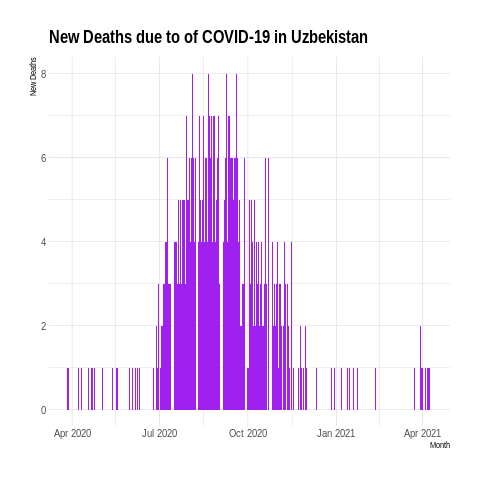 New Deaths due to of COVID-19 in Uzbekistan
New Deaths
8
6
4
2
0
Apr 2020 Jul 2020 Oct 2020 Jan 2021 Apr 2021
Month